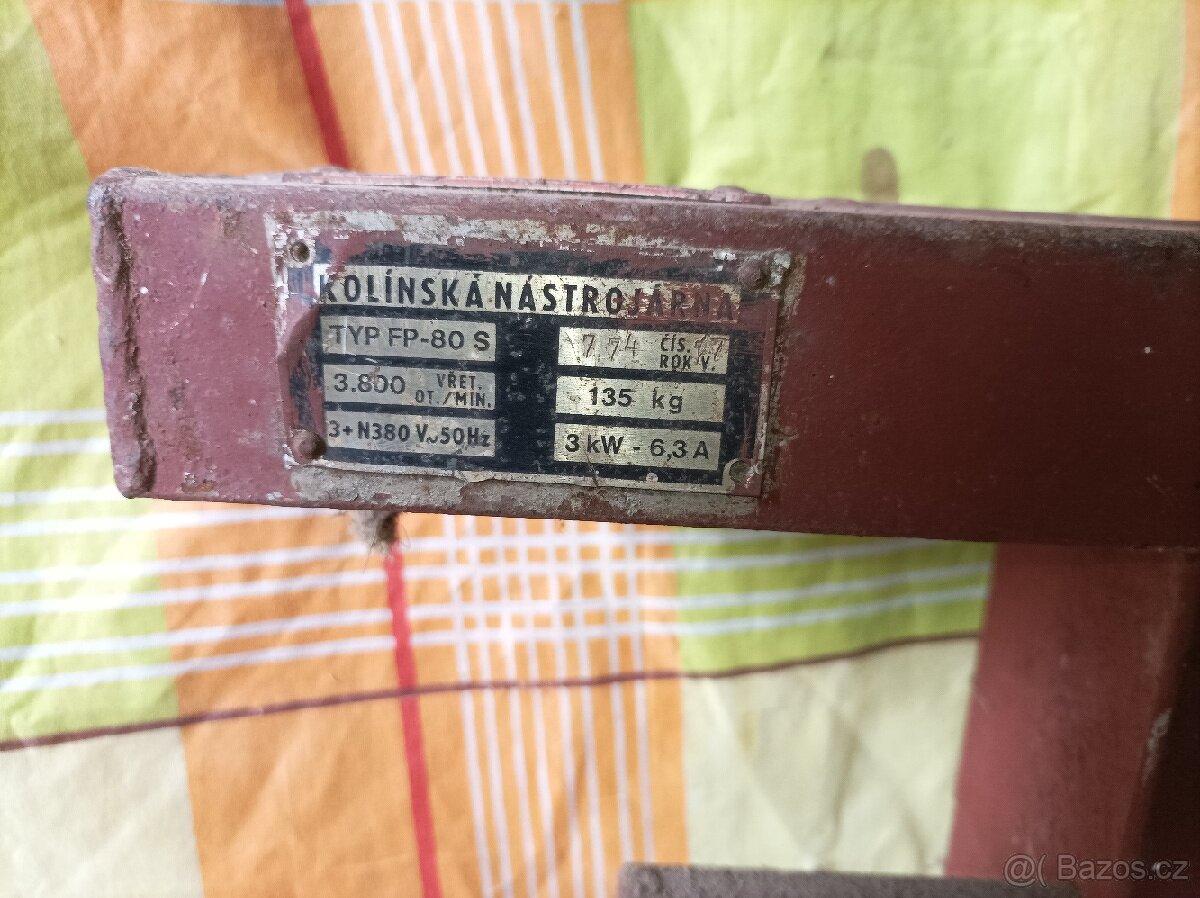 KOLÍNSKÁ NÁSTROJÁRNA
TYP FP-80 S
774 ČÍS.
ROK V.
3.800 VŘET.
OT./MIN.
135 kg
3+N380 V~50Hz
3 kW - 6,3 A
@( Bazos.cz